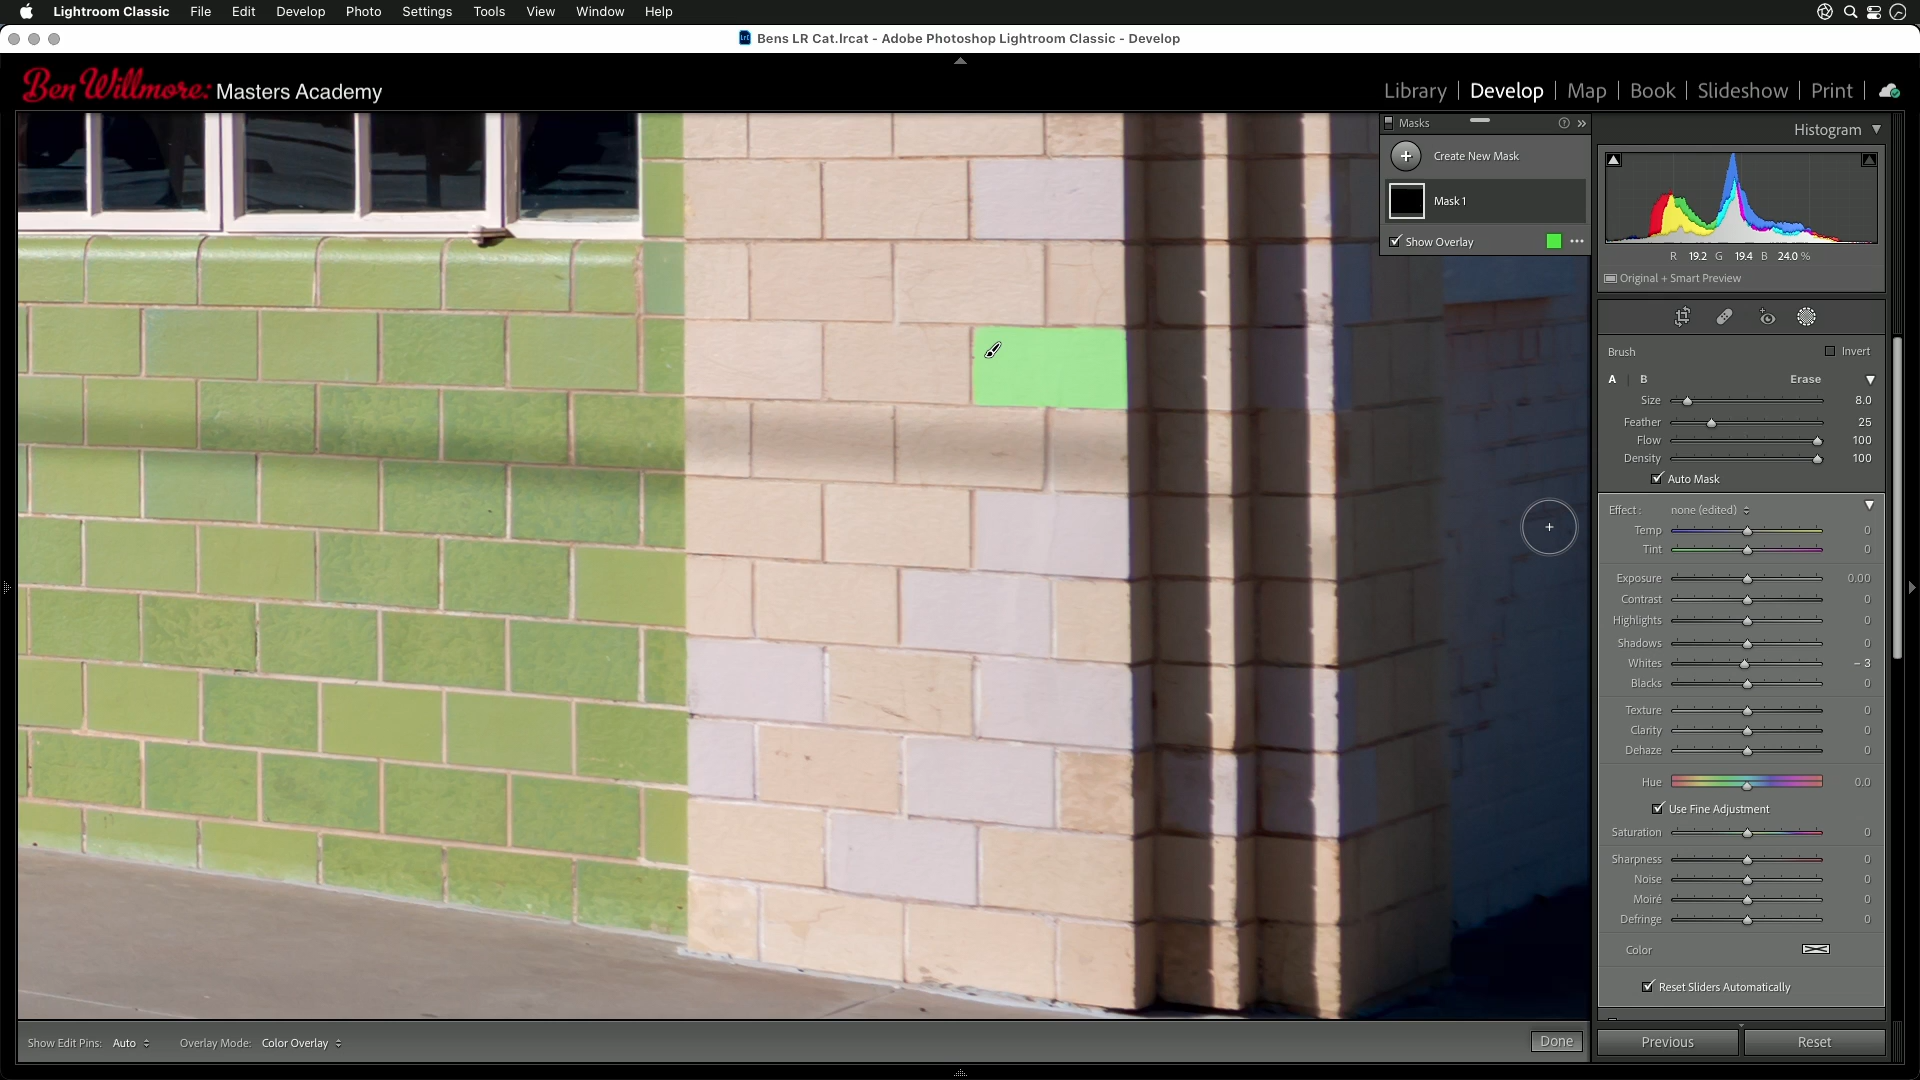 Lightroom Classic File Edit Develop Photo Settings Tools View Window Help
Bens LR Cat.lrcat - Adobe Photoshop Lightroom Classic - Develop
Ben Willmore: Masters Academy
Library | Develop | Map | Book | Slideshow | Print
Masks
Create New Mask
Mask 1
Show Overlay
Histogram
R 19.2 G 19.4 B 24.0 %
Original + Smart Preview
Brush Invert
A B Erase
Size 8.0
Feather 25
Flow 100
Density 100
Auto Mask
Effect : none (edited)
Temp 0
Tint 0
Exposure 0.00
Contrast 0
Highlights 0
Shadows 0
Whites – 3
Blacks 0
Texture 0
Clarity 0
Dehaze 0
Hue 0.0
Use Fine Adjustment
Saturation 0
Sharpness 0
Noise 0
Moiré 0
Defringe 0
Color
Reset Sliders Automatically
Show Edit Pins: Auto Overlay Mode: Color Overlay Done
Previous Reset